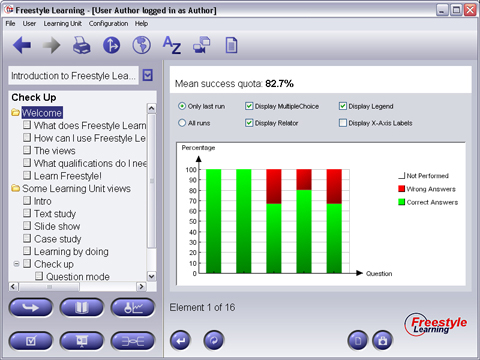 Freestyle Learning - [User Author logged in as Author]
File User Learning Unit Configuration Help
AZ
Introduction to Freestyle Lea...
Check Up
Welcome
What does Freestyle Learn
How can I use Freestyle Le
The views
What qualifications do I nee
Learn Freestyle!
Some Learning Unit views
Intro
Text study
Slide show
Case study
Learning by doing
Check up
Question mode
Mean success quota: 82.7%
Only last run Display MultipleChoice Display Legend
All runs Display Relator Display X-Axis Labels
Percentage
100
90
80
70
60
50
40
30
20
10
0
Question
Not Performed
Wrong Answers
Correct Answers
Element 1 of 16
Freestyle
Learning